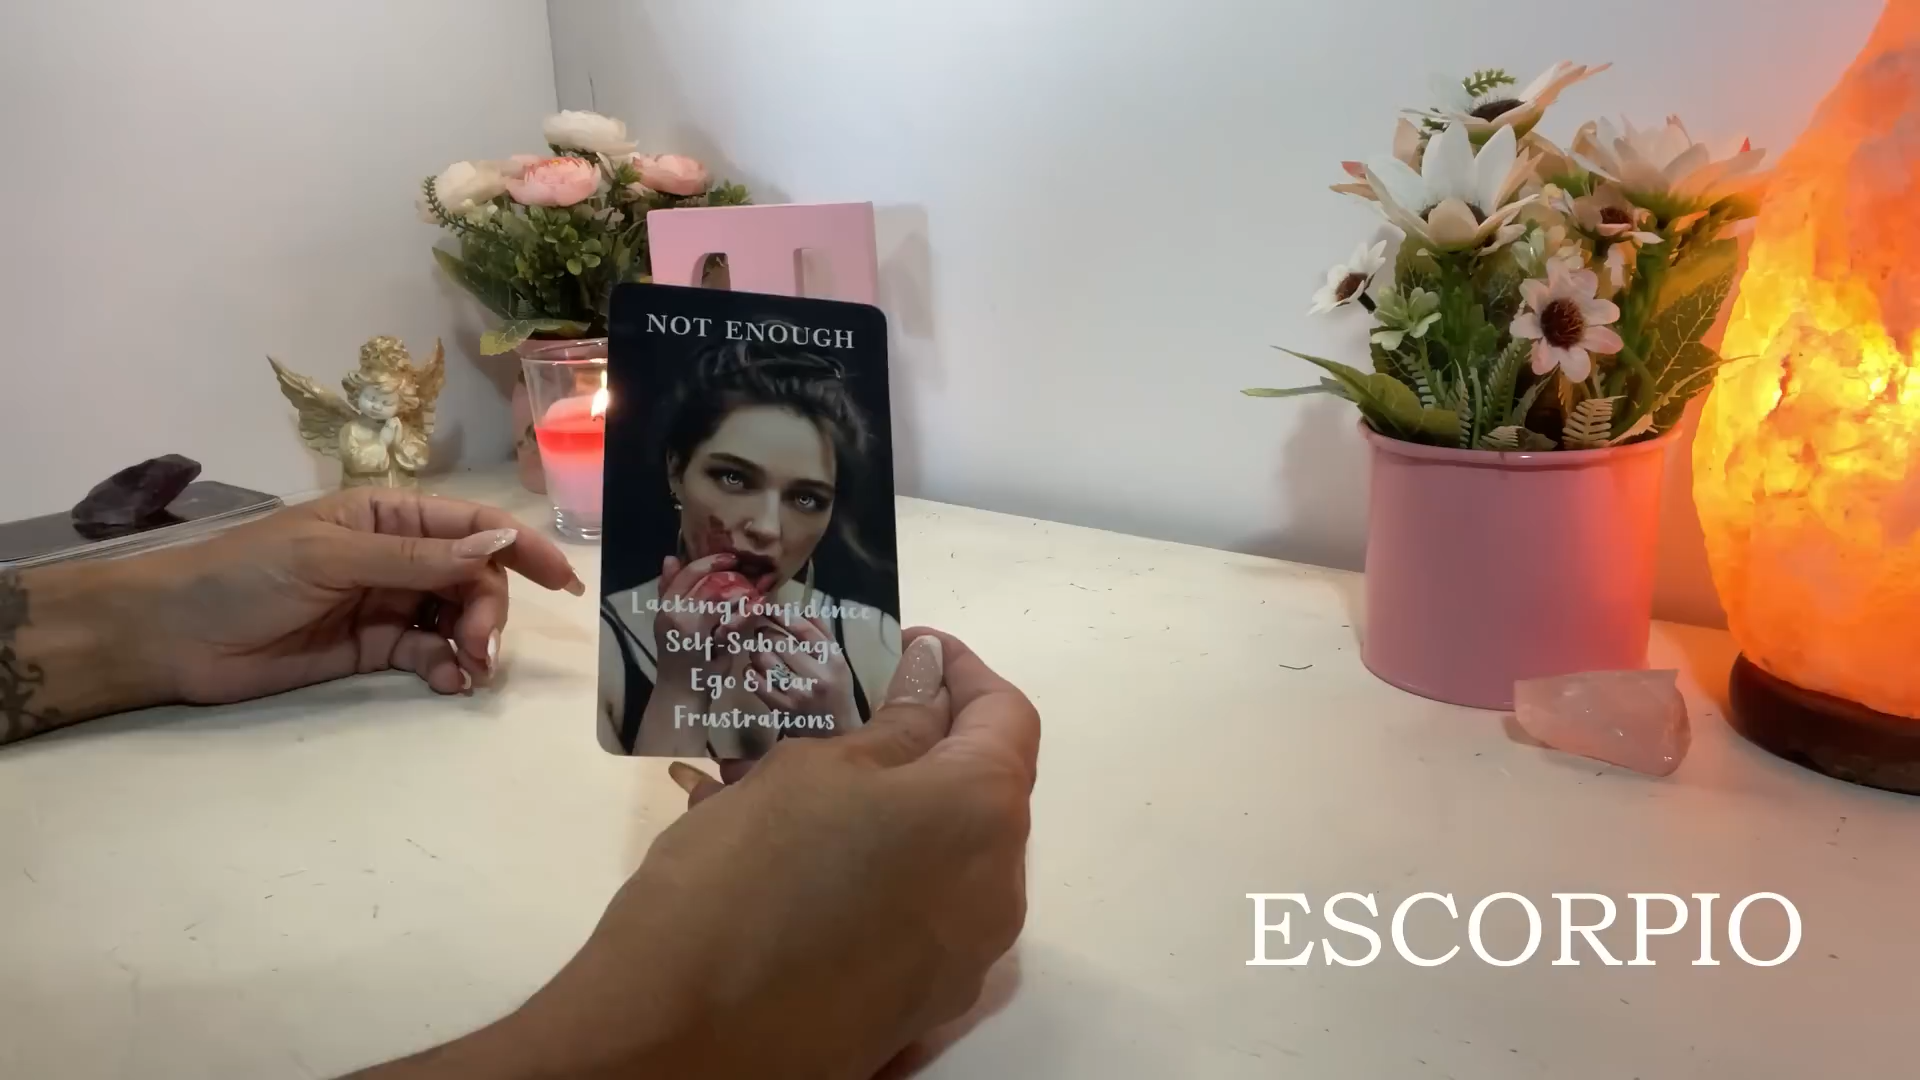 NOT ENOUGH
Lacking Confidence
Self-Sabotage
Ego & Fear
Frustrations
ESCORPIO